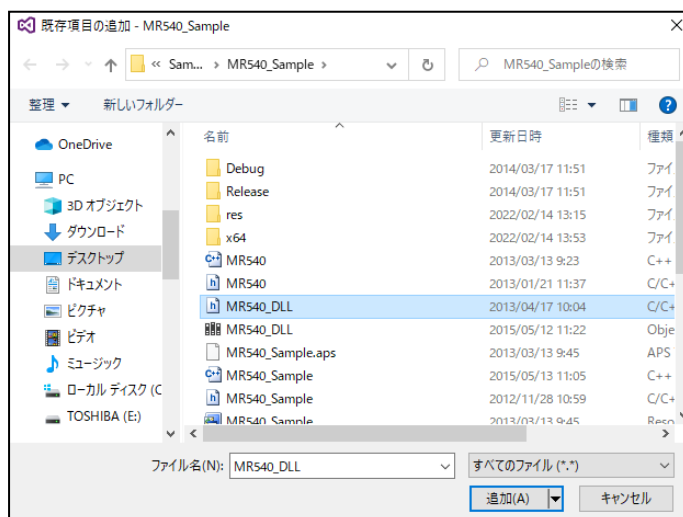 既存項目の追加 - MR540_Sample
« Sam... › MR540_Sample ›
MR540_Sampleの検索
整理
新しいフォルダー
OneDrive
PC
3D オブジェクト
ダウンロード
デスクトップ
ドキュメント
ピクチャ
ビデオ
ミュージック
ローカル ディスク (C
TOSHIBA (E:)
名前 更新日時 種類
Debug 2014/03/17 11:51 ファイ
Release 2014/03/17 11:51 ファイ
res 2022/02/14 13:15 ファイ
x64 2022/02/14 13:53 ファイ
MR540 2013/03/13 9:23 C++
MR540 2013/01/21 11:37 C/C+
MR540_DLL 2013/04/17 10:04 C/C+
MR540_DLL 2015/05/12 11:22 Obje
MR540_Sample.aps 2013/03/13 9:45 APS
MR540_Sample 2015/05/13 11:05 C++
MR540_Sample 2012/11/28 10:59 C/C+
MR540_Sample 2013/03/13 9:45 Reso
ファイル名(N): MR540_DLL
すべてのファイル (*.*)
追加(A)
キャンセル